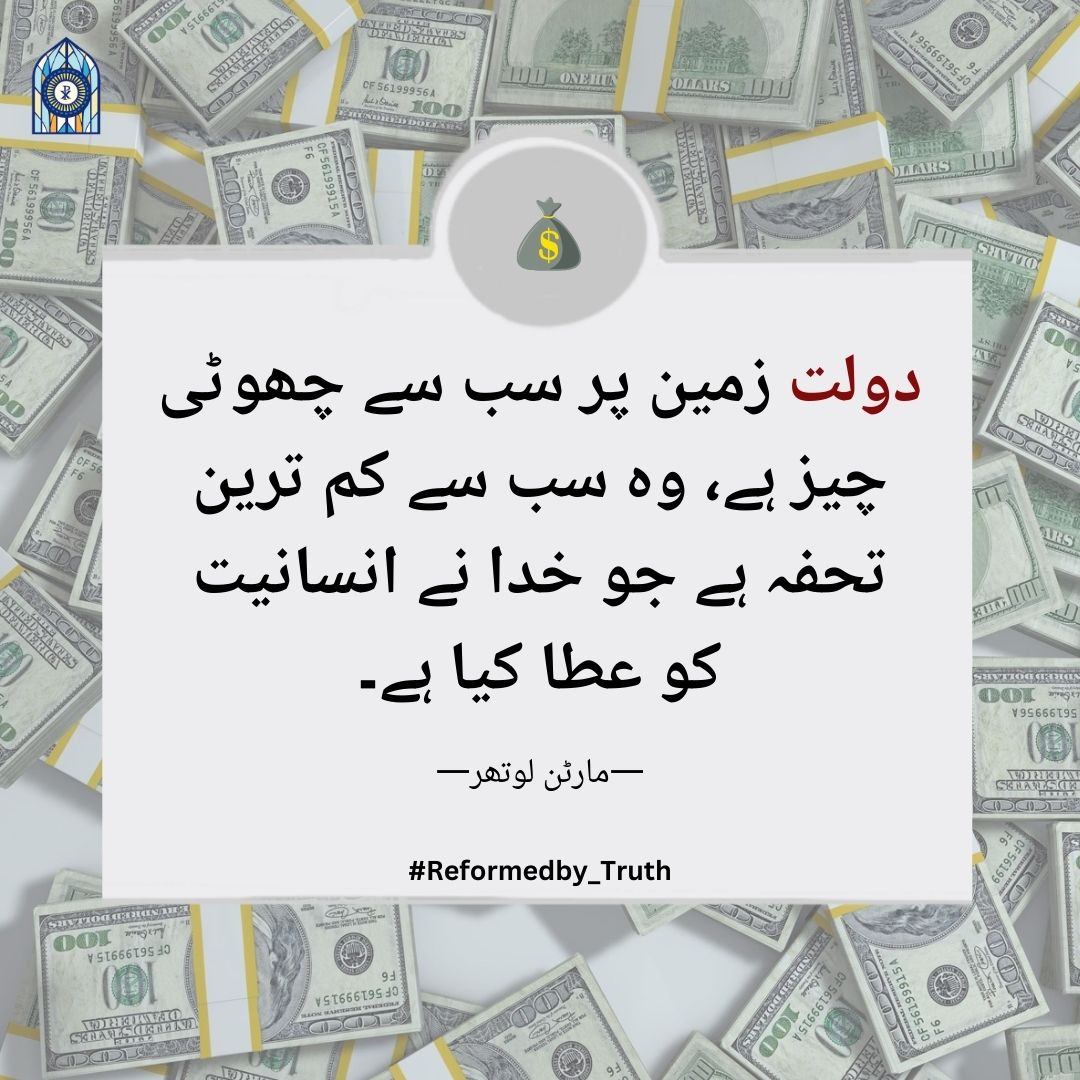 دولت زمین پر سب سے چھوٹی
چیز ہے، وہ سب سے کم ترین
تحفہ ہے جو خدا نے انسانیت
کو عطا کیا ہے۔
—مارٹن لوتھر—
#Reformedby_Truth